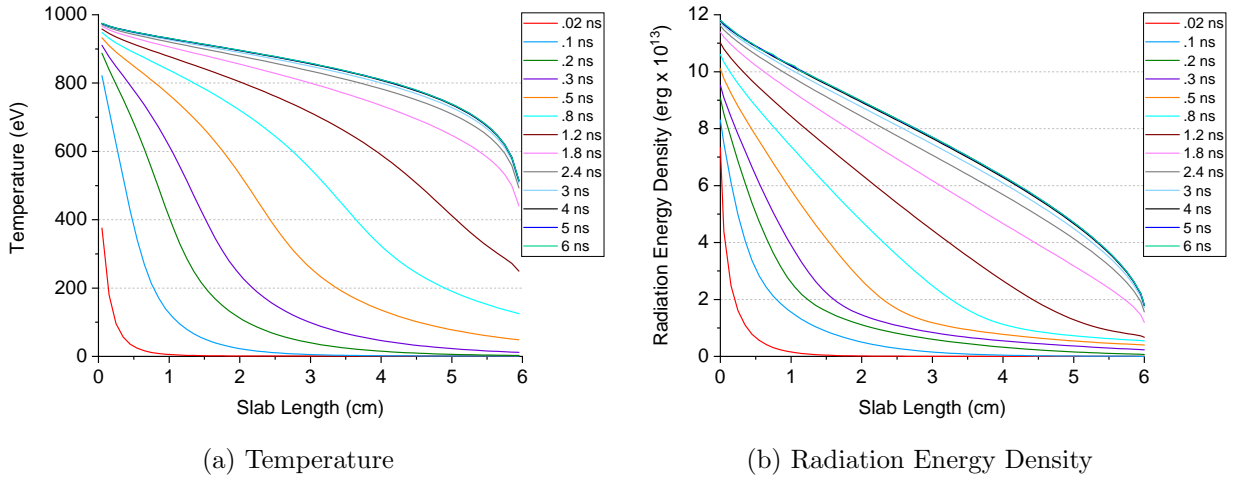 1000
800
600
400
200
0
Temperature (eV)
0 1 2 3 4 5 6
Slab Length (cm)
.02 ns
.1 ns
.2 ns
.3 ns
.5 ns
.8 ns
1.2 ns
1.8 ns
2.4 ns
3 ns
4 ns
5 ns
6 ns
(a) Temperature
12
10
8
6
4
2
0
Radiation Energy Density (erg x 10¹³)
0 1 2 3 4 5 6
Slab Length (cm)
.02 ns
.1 ns
.2 ns
.3 ns
.5 ns
.8 ns
1.2 ns
1.8 ns
2.4 ns
3 ns
4 ns
5 ns
6 ns
(b) Radiation Energy Density